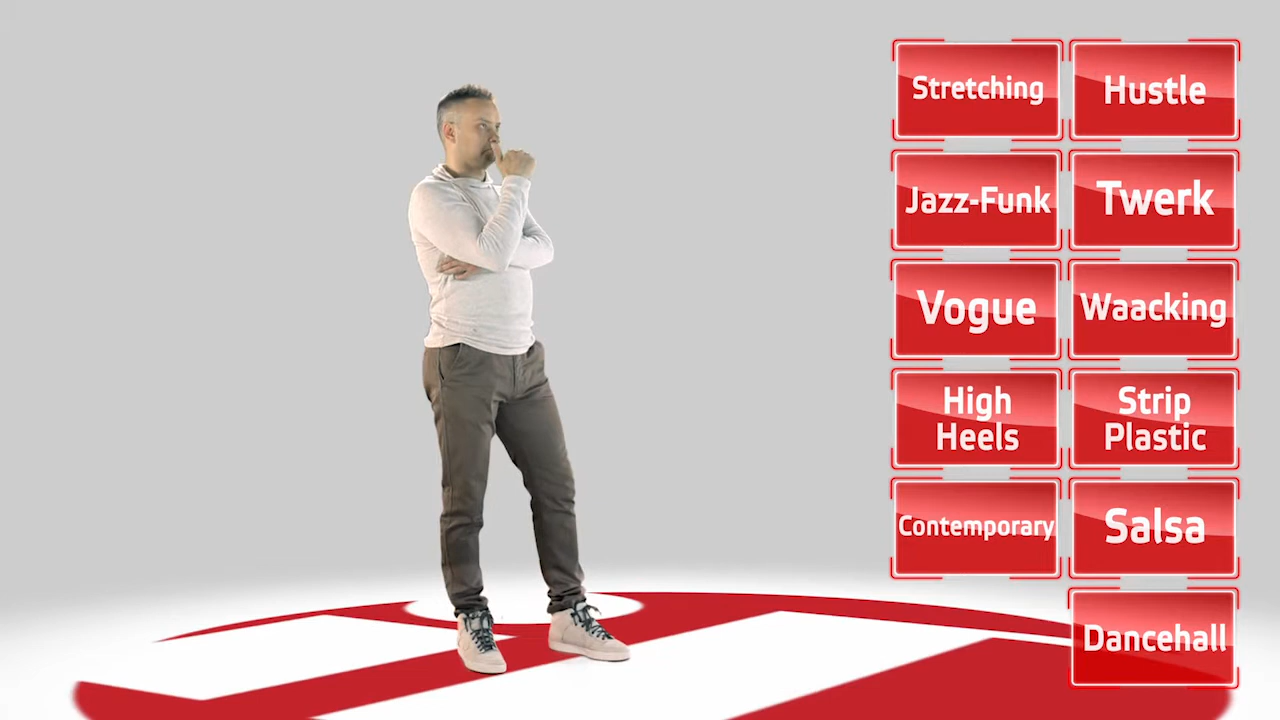 Stretching
Hustle
Jazz-Funk
Twerk
Vogue
Waacking
High
Heels
Strip
Plastic
Contemporary
Salsa
Dancehall